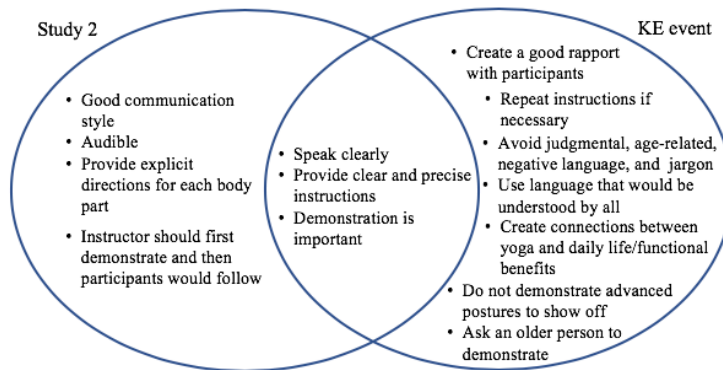 Study 2
KE event
• Good communication
style
• Audible
• Provide explicit
directions for each body
part
• Instructor should first
demonstrate and then
participants would follow
• Speak clearly
• Provide clear and precise
instructions
• Demonstration is
important
• Create a good rapport
with participants
• Repeat instructions if
necessary
• Avoid judgmental, age-related,
negative language, and jargon
• Use language that would be
understood by all
• Create connections between
yoga and daily life/functional
benefits
• Do not demonstrate advanced
postures to show off
• Ask an older person to
demonstrate